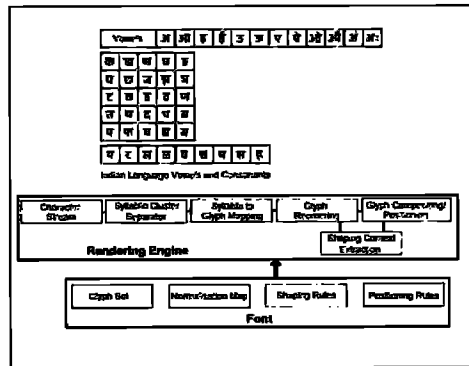 Vowels अ आ इ ई उ ऊ ए ऐ ओ औ अं अः
क ख ग घ ङ
च छ ज झ ञ
ट ठ ड ढ ण
त थ द ध न
प फ ब भ म
य र ल व श ष स ह
Indian Language Vowels and Consonants
Character Stream
Syllable Cluster Separator
Syllable to Glyph Mapping
Glyph Reordering
Glyph Compositing/ Positioning
Shaping Context Extraction
Rendering Engine
Glyph Set
Normalization Map
Shaping Rules
Positioning Rules
Font